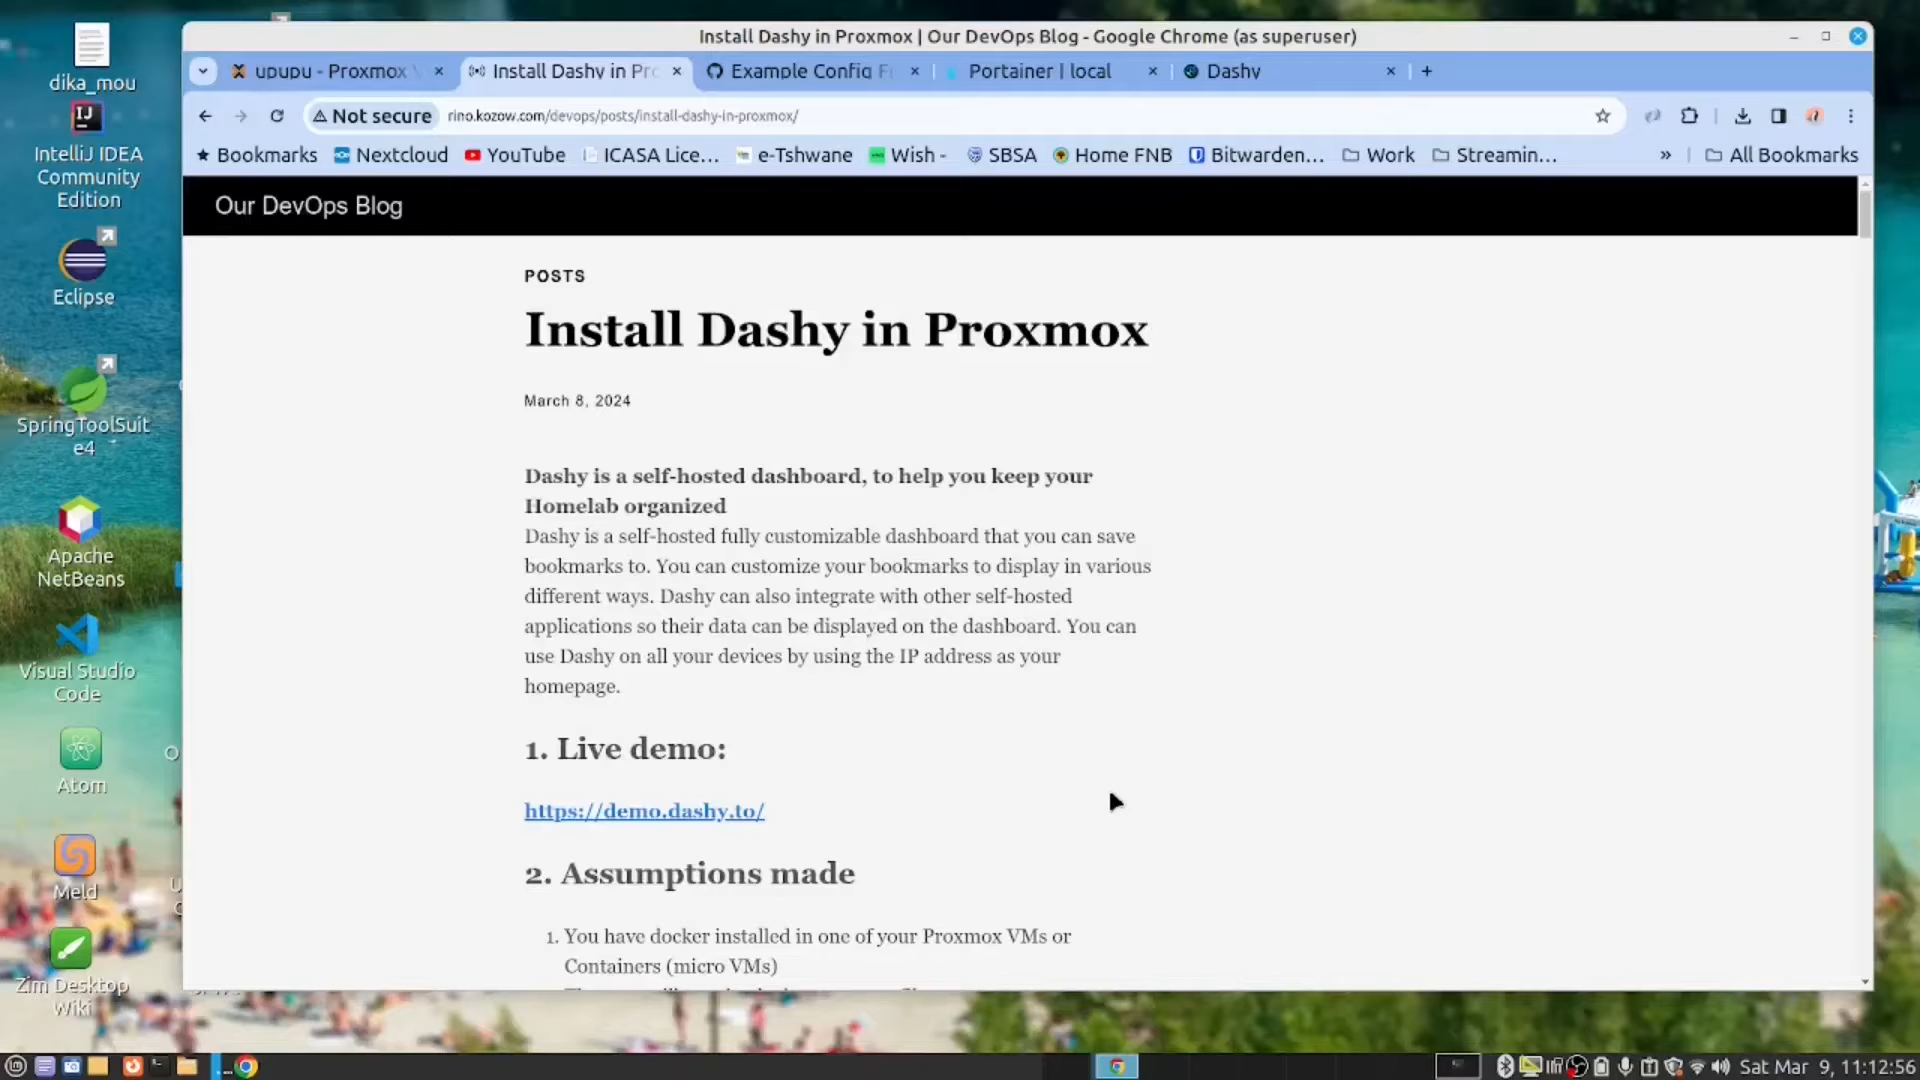 Install Dashy in Proxmox | Our DevOps Blog - Google Chrome (as superuser)
upupu - Proxmox
Install Dashy in Pro
Example Config F
Portainer | local
Dashy
Not secure
rino.kozow.com/devops/posts/install-dashy-in-proxmox/
Bookmarks
Nextcloud
YouTube
ICASA Lice...
e-Tshwane
Wish -
SBSA
Home FNB
Bitwarden...
Work
Streamin...
»
All Bookmarks
Our DevOps Blog
POSTS
Install Dashy in Proxmox
March 8, 2024
Dashy is a self-hosted dashboard, to help you keep your
Homelab organized
Dashy is a self-hosted fully customizable dashboard that you can save
bookmarks to. You can customize your bookmarks to display in various
different ways. Dashy can also integrate with other self-hosted
applications so their data can be displayed on the dashboard. You can
use Dashy on all your devices by using the IP address as your
homepage.
1. Live demo:
https://demo.dashy.to/
2. Assumptions made
1. You have docker installed in one of your Proxmox VMs or
Containers (micro VMs)
dika_mou
IJ
IntelliJ IDEA
Community
Edition
Eclipse
SpringToolSuit
e4
Apache
NetBeans
Visual Studio
Code
Atom
Meld
Zim Desktop
Wiki
Sat Mar 9, 11:12:56